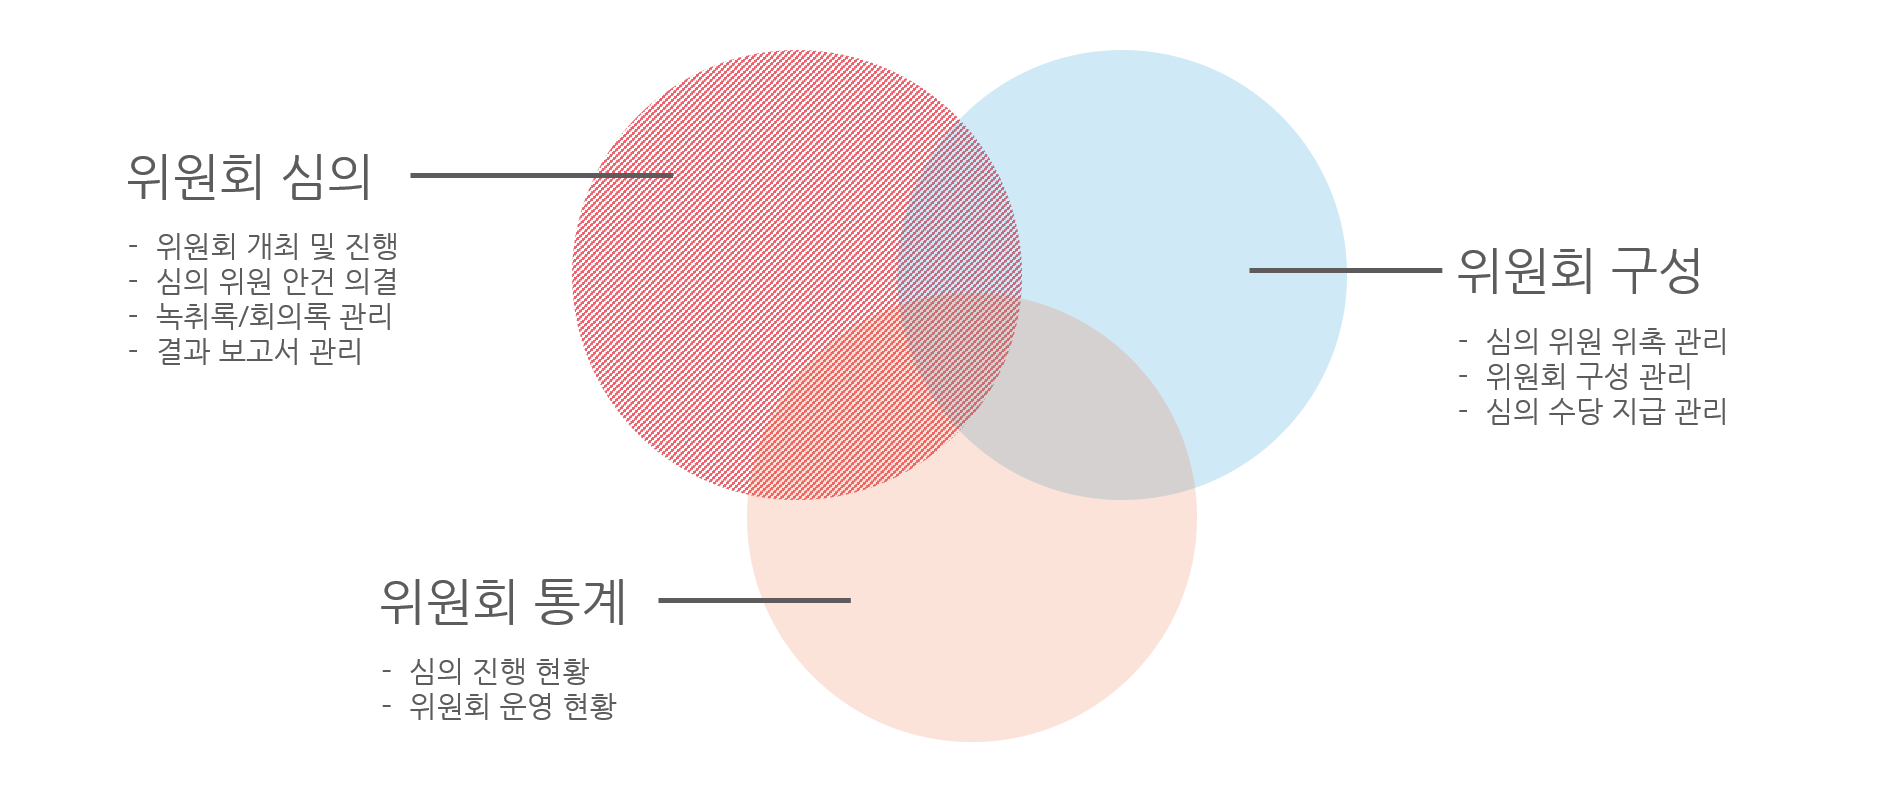 위원회 심의
- 위원회 개최 및 진행
- 심의 위원 안건 의결
- 녹취록/회의록 관리
- 결과 보고서 관리
위원회 구성
- 심의 위원 위촉 관리
- 위원회 구성 관리
- 심의 수당 지급 관리
위원회 통계
- 심의 진행 현황
- 위원회 운영 현황